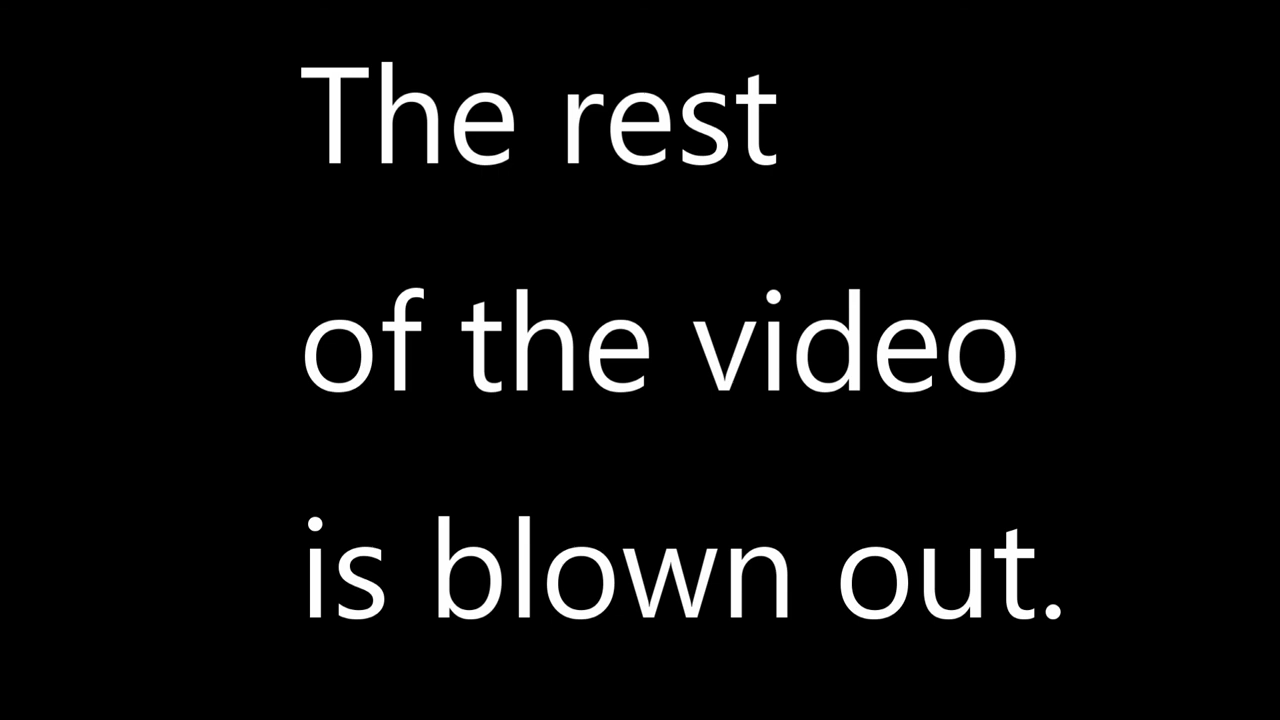 The rest
of the video
is blown out.